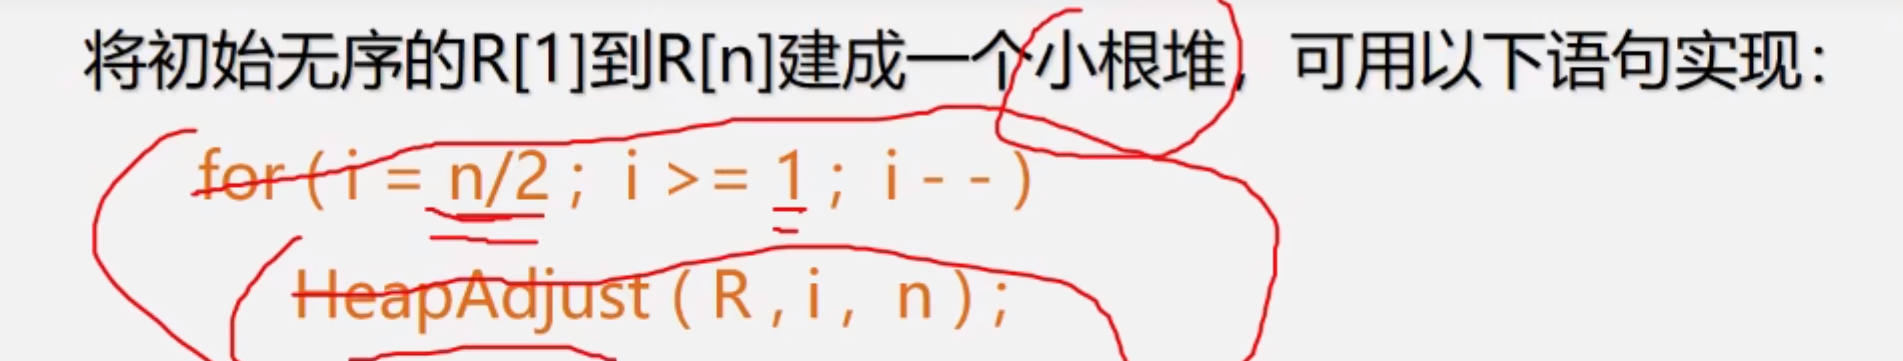 将初始无序的R[1]到R[n]建成一个小根堆，可用以下语句实现：
for ( i = n/2 ; i >= 1 ; i - - )
HeapAdjust ( R , i , n ) ;